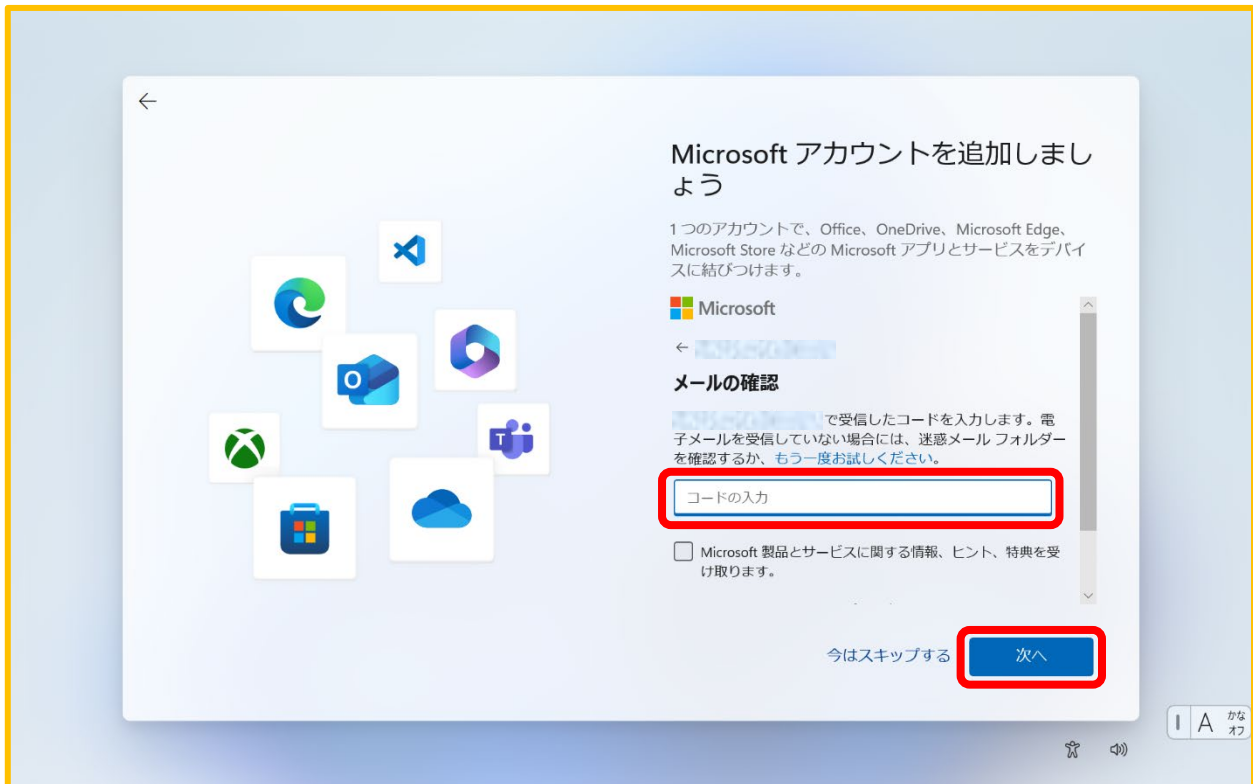 ←
Microsoft アカウントを追加しまし
ょう
1 つのアカウントで、Office、OneDrive、Microsoft Edge、
Microsoft Store などの Microsoft アプリとサービスをデバイ
スに結びつけます。
Microsoft
←
メールの確認
で受信したコードを入力します。電
子メールを受信していない場合には、迷惑メール フォルダー
を確認するか、もう一度お試しください。
コードの入力
Microsoft 製品とサービスに関する情報、ヒント、特典を受
け取ります。
今はスキップする
次へ
A
かな
オフ